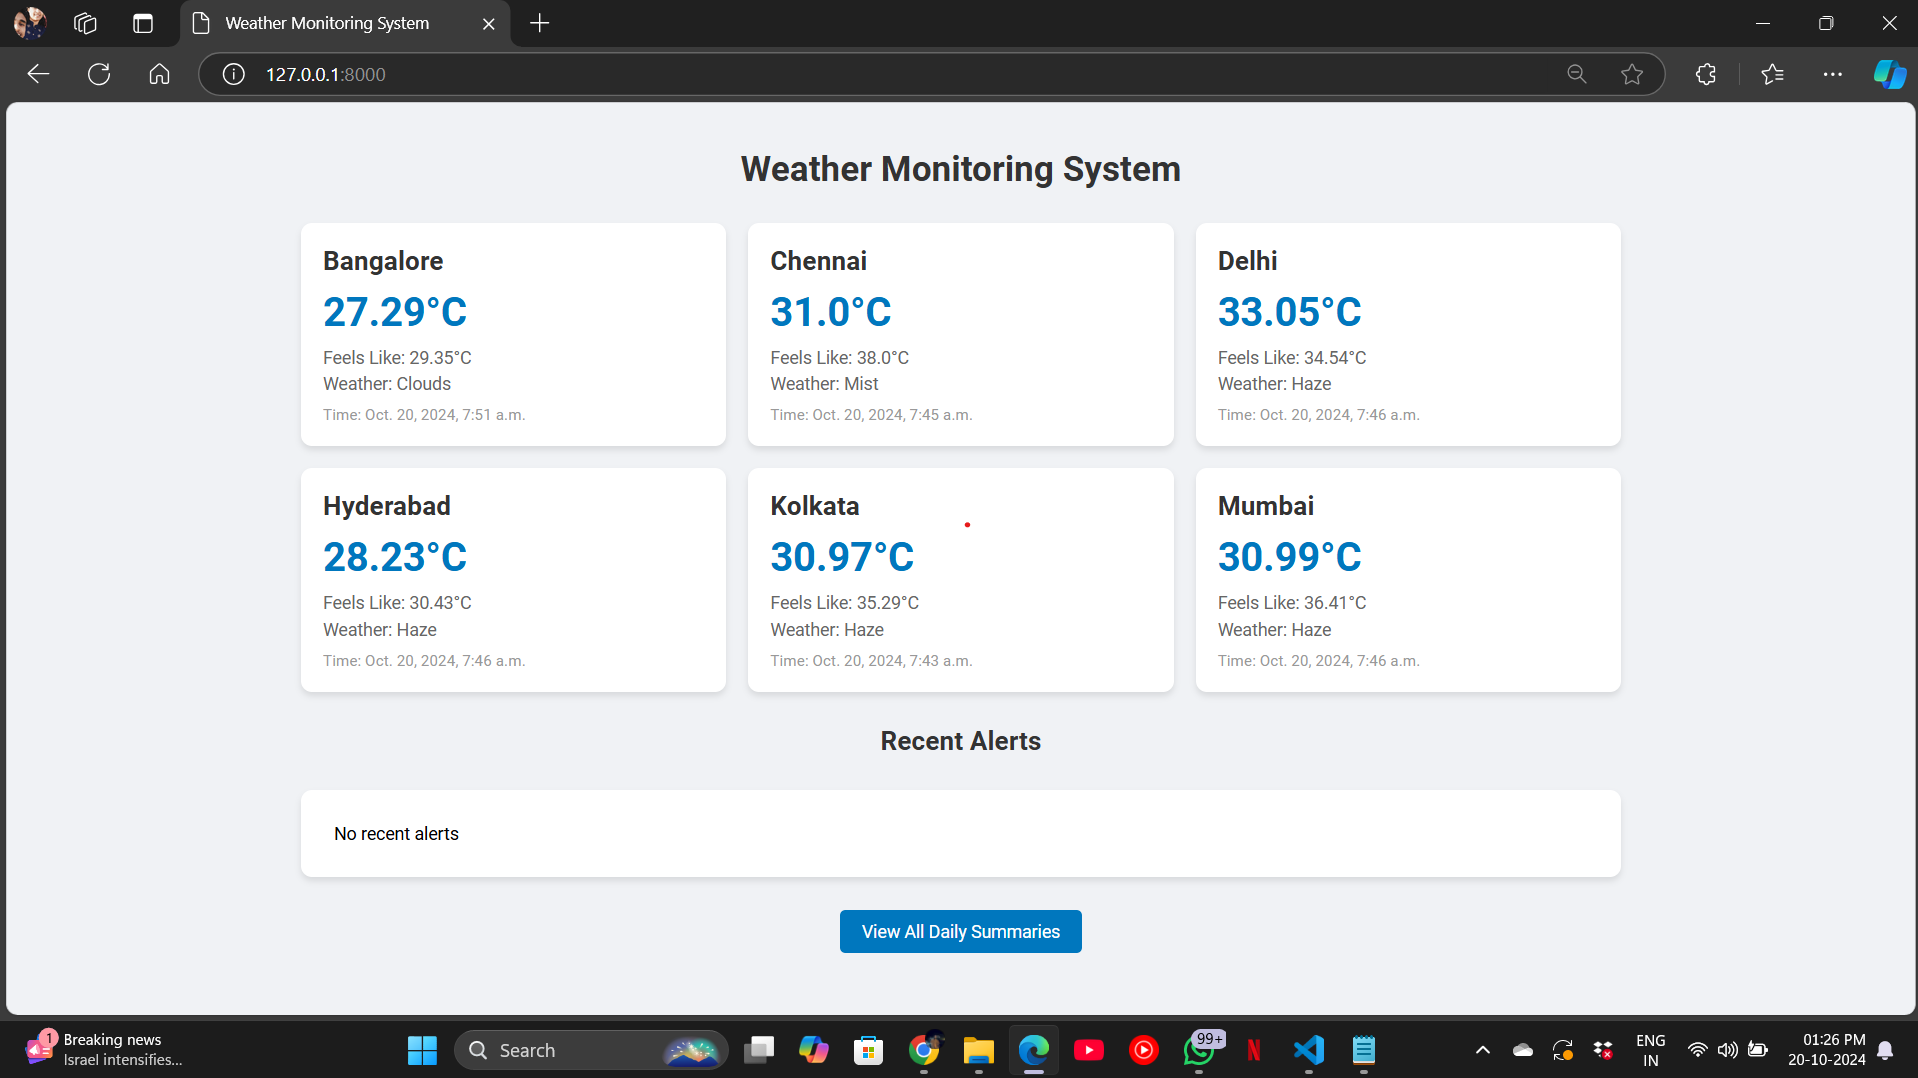 Weather Monitoring System
127.0.0.1:8000
Weather Monitoring System
Bangalore
27.29°C
Feels Like: 29.35°C
Weather: Clouds
Time: Oct. 20, 2024, 7:51 a.m.
Chennai
31.0°C
Feels Like: 38.0°C
Weather: Mist
Time: Oct. 20, 2024, 7:45 a.m.
Delhi
33.05°C
Feels Like: 34.54°C
Weather: Haze
Time: Oct. 20, 2024, 7:46 a.m.
Hyderabad
28.23°C
Feels Like: 30.43°C
Weather: Haze
Time: Oct. 20, 2024, 7:46 a.m.
Kolkata
30.97°C
Feels Like: 35.29°C
Weather: Haze
Time: Oct. 20, 2024, 7:43 a.m.
Mumbai
30.99°C
Feels Like: 36.41°C
Weather: Haze
Time: Oct. 20, 2024, 7:46 a.m.
Recent Alerts
No recent alerts
View All Daily Summaries
1
Breaking news
Israel intensifies...
Search
99+
N
ENG
IN
01:26 PM
20-10-2024